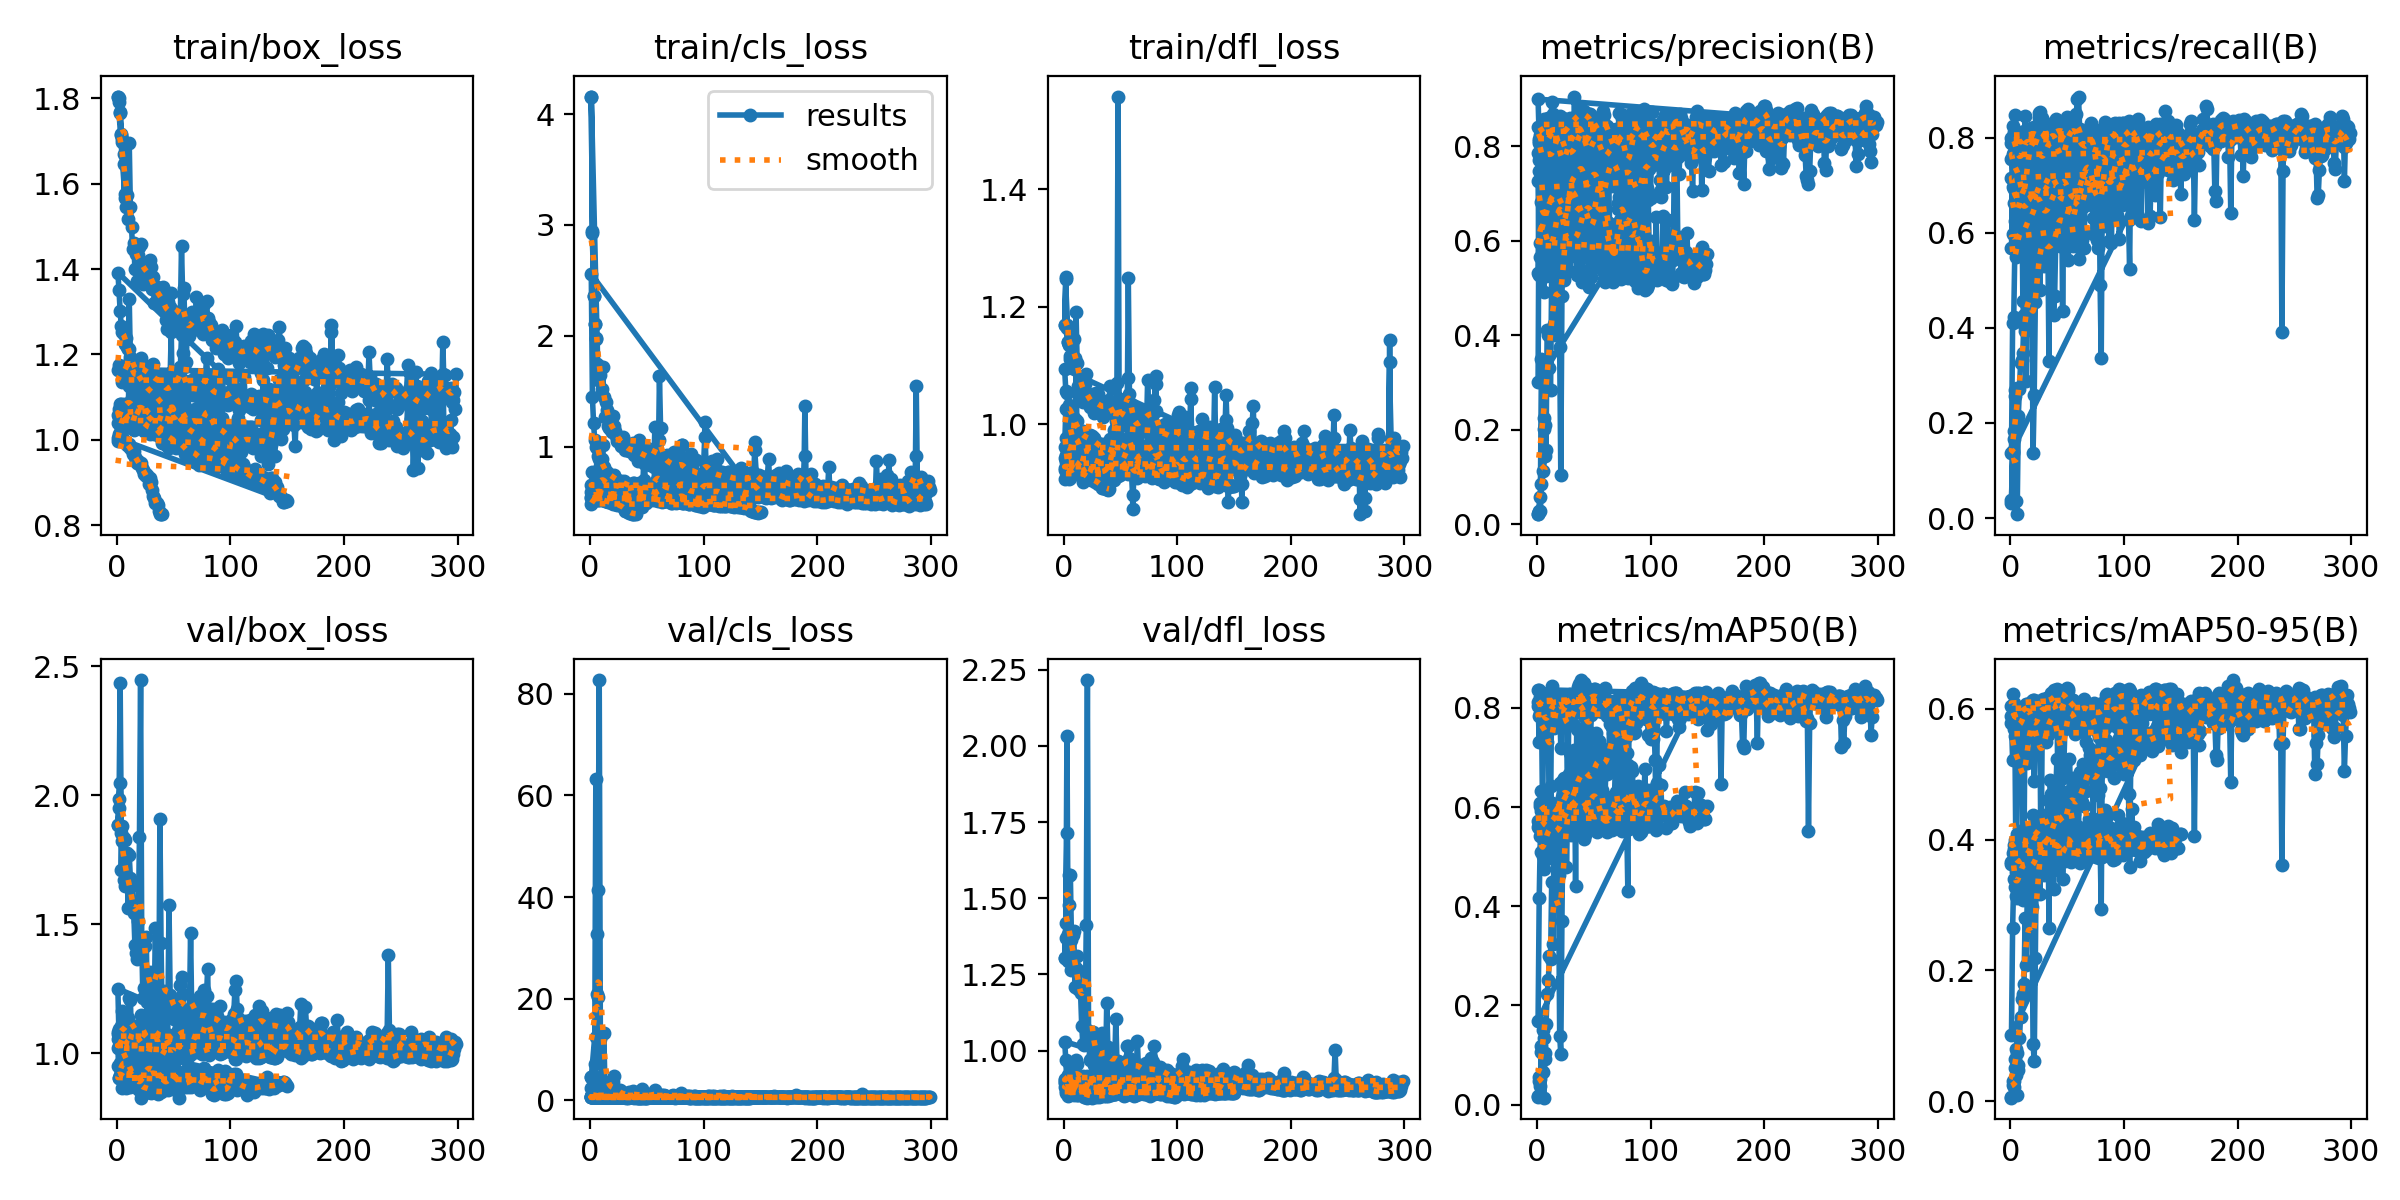 train/box_loss
train/cls_loss
train/dfl_loss
metrics/precision(B)
metrics/recall(B)
1.8
1.6
1.4
1.2
1.0
0.8
0 100 200 300
4
3
2
1
0 100 200 300
results
smooth
1.4
1.2
1.0
0 100 200 300
0.8
0.6
0.4
0.2
0.0
0 100 200 300
0.8
0.6
0.4
0.2
0.0
0 100 200 300
val/box_loss
val/cls_loss
val/dfl_loss
metrics/mAP50(B)
metrics/mAP50-95(B)
2.5
2.0
1.5
1.0
0 100 200 300
80
60
40
20
0
0 100 200 300
2.25
2.00
1.75
1.50
1.25
1.00
0 100 200 300
0.8
0.6
0.4
0.2
0.0
0 100 200 300
0.6
0.4
0.2
0.0
0 100 200 300